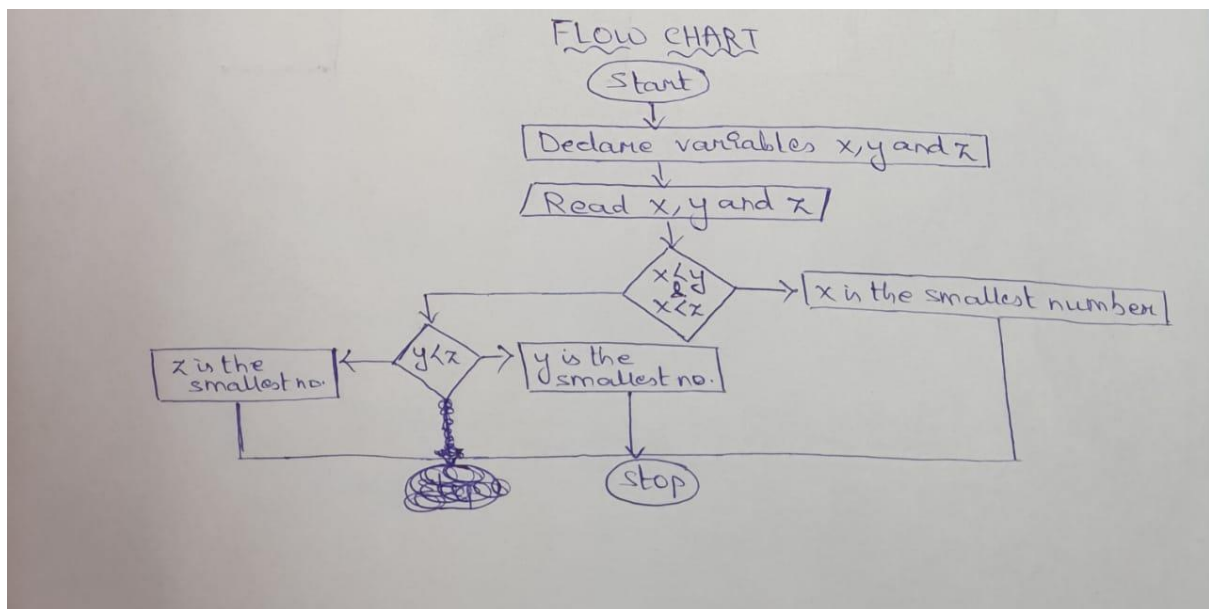 FLOW CHART
Start
Declare variables x, y and z
Read x, y and z
x<y
&
x<z
x is the smallest number
y<z
z is the
smallest no.
y is the
smallest no.
stop